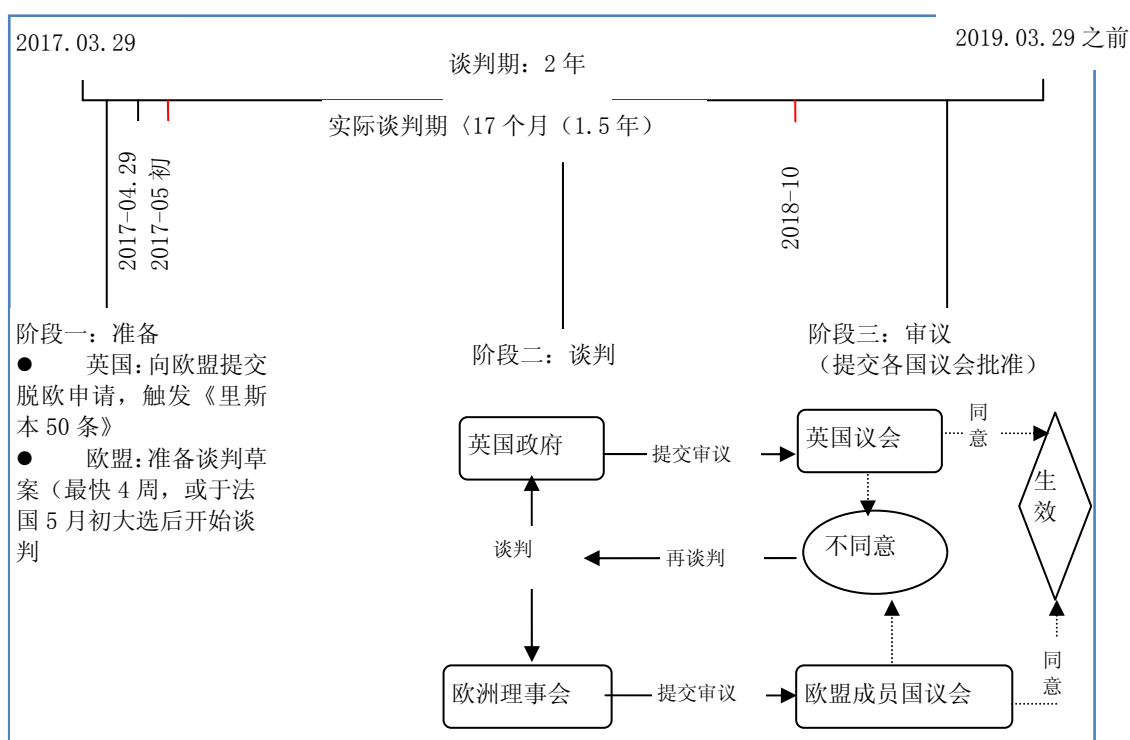 2017.03.29
2019.03.29之前
谈判期：2年
实际谈判期〈17个月（1.5年）
2017-04.29
2017-05初
2018-10
阶段一：准备
● 英国：向欧盟提交
脱欧申请，触发《里斯
本50条》
● 欧盟：准备谈判草
案（最快4周，或于法
国5月初大选后开始谈
判
阶段二：谈判
阶段三：审议
（提交各国议会批准）
英国政府
提交审议
英国议会
同
意
生
效
谈判
再谈判
不同意
欧洲理事会
提交审议
欧盟成员国议会
同
意